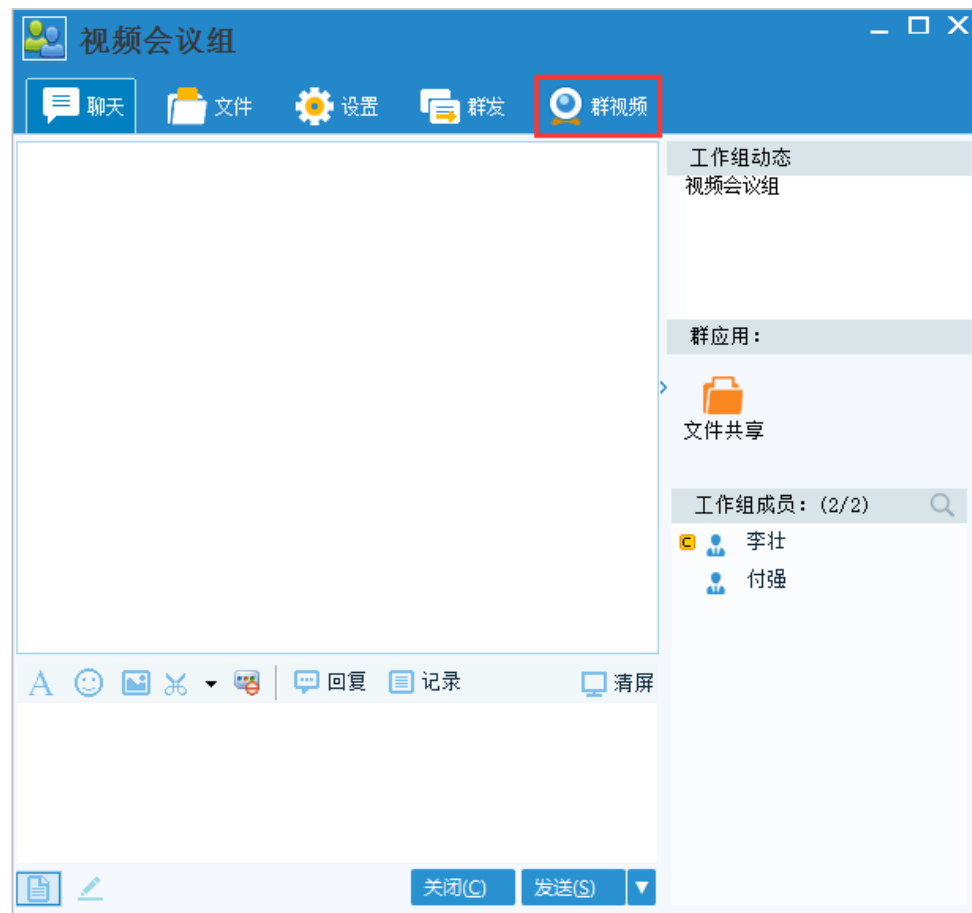 视频会议组
聊天 文件 设置 群发 群视频
工作组动态
视频会议组
群应用：
文件共享
工作组成员：(2/2)
C 李壮
付强
A 回复 记录 清屏
关闭(C) 发送(S)